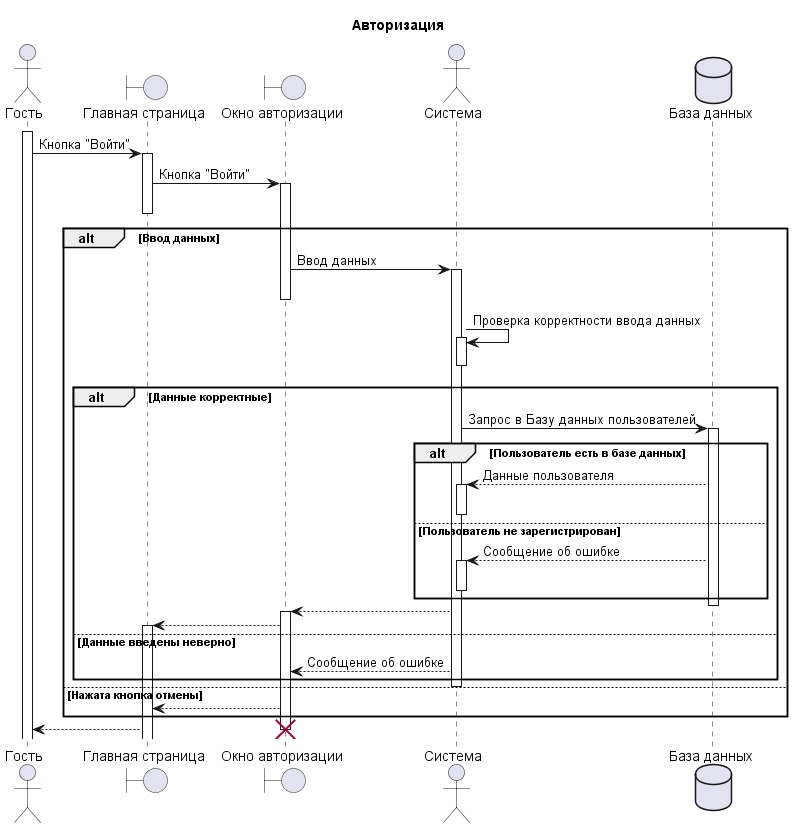 Авторизация
Гость
Главная страница
Окно авторизации
Система
База данных
Кнопка "Войти"
Кнопка "Войти"
alt
[Ввод данных]
Ввод данных
Проверка корректности ввода данных
alt
[Данные корректные]
Запрос в Базу данных пользователей
alt
[Пользователь есть в базе данных]
Данные пользователя
[Пользователь не зарегистрирован]
Сообщение об ошибке
[Данные введены неверно]
Сообщение об ошибке
[Нажата кнопка отмены]
Гость
Главная страница
Окно авторизации
Система
База данных